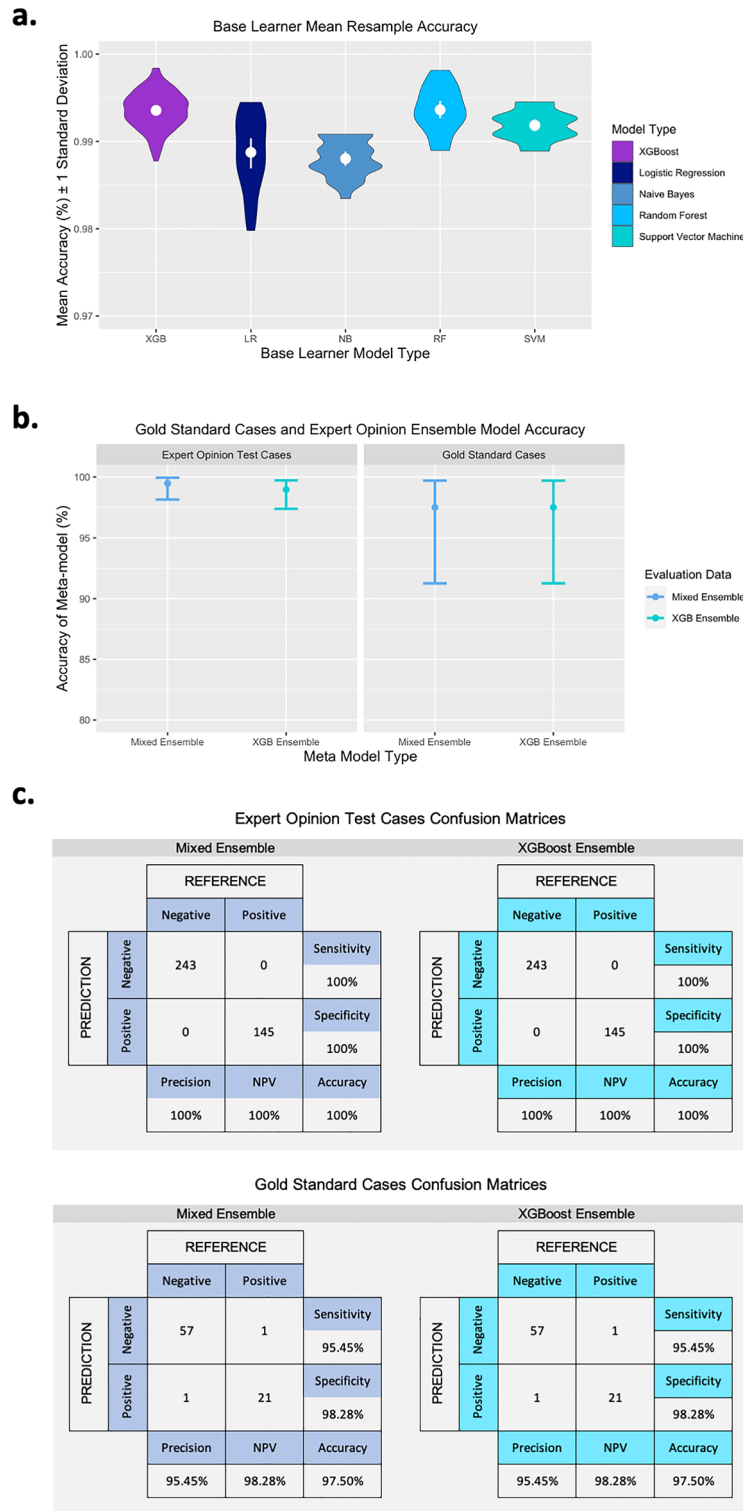 a.
Base Learner Mean Resample Accuracy
Mean Accuracy (%) ± 1 Standard Deviation
1.00
0.99
0.98
0.97
XGB LR NB RF SVM
Base Learner Model Type
Model Type
XGBoost
Logistic Regression
Naive Bayes
Random Forest
Support Vector Machine
b.
Gold Standard Cases and Expert Opinion Ensemble Model Accuracy
Expert Opinion Test Cases Gold Standard Cases
Accuracy of Meta-model (%)
100
95
90
85
80
Mixed Ensemble XGB Ensemble Mixed Ensemble XGB Ensemble
Meta Model Type
Evaluation Data
Mixed Ensemble
XGB Ensemble
c.
Expert Opinion Test Cases Confusion Matrices
Mixed Ensemble
REFERENCE
Negative Positive
PREDICTION
Negative 243 0 Sensitivity
100%
Positive 0 145 Specificity
100%
Precision NPV Accuracy
100% 100% 100%
XGBoost Ensemble
REFERENCE
Negative Positive
PREDICTION
Negative 243 0 Sensitivity
100%
Positive 0 145 Specificity
100%
Precision NPV Accuracy
100% 100% 100%
Gold Standard Cases Confusion Matrices
Mixed Ensemble
REFERENCE
Negative Positive
PREDICTION
Negative 57 1 Sensitivity
95.45%
Positive 1 21 Specificity
98.28%
Precision NPV Accuracy
95.45% 98.28% 97.50%
XGBoost Ensemble
REFERENCE
Negative Positive
PREDICTION
Negative 57 1 Sensitivity
95.45%
Positive 1 21 Specificity
98.28%
Precision NPV Accuracy
95.45% 98.28% 97.50%